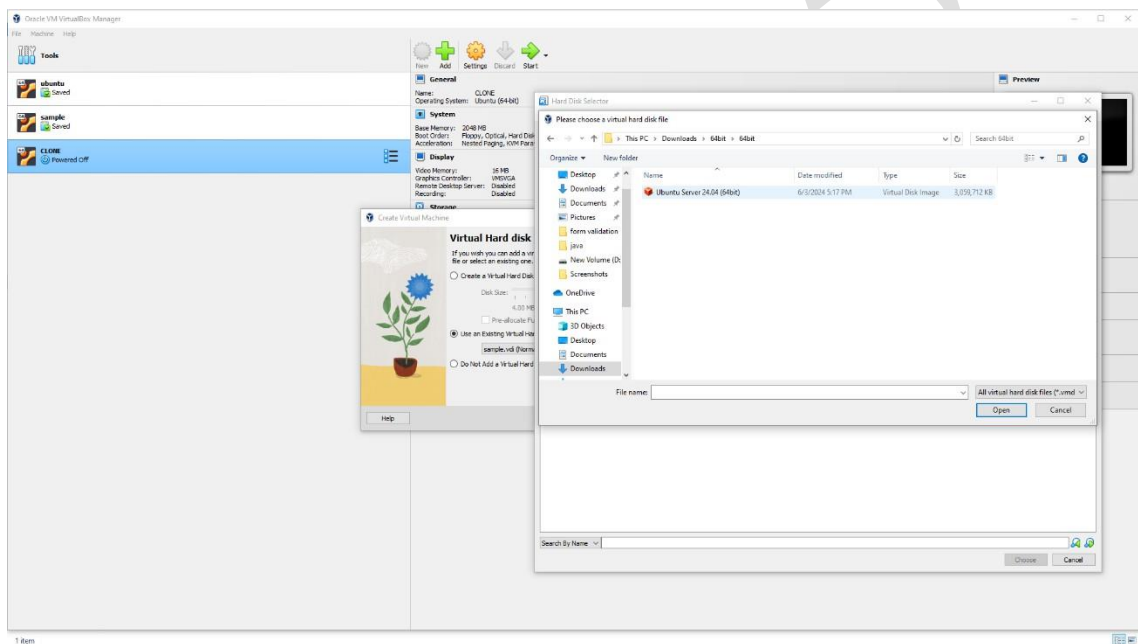 Oracle VM VirtualBox Manager
File Machine Help
Tools
New Add Settings Discard Start
ubuntu
Saved
sample
Saved
CLONE
Powered Off
General
Name: CLONE
Operating System: Ubuntu (64-bit)
System
Base Memory: 2048 MB
Boot Order: Floppy, Optical, Hard Disk
Acceleration: Nested Paging, KVM Para
Display
Video Memory: 16 MB
Graphics Controller: VMSVGA
Remote Desktop Server: Disabled
Recording: Disabled
Storage
Preview
Create Virtual Machine
Virtual Hard disk
If you wish you can add a vir
file or select an existing one.
Create a Virtual Hard Disk
Disk Size:
4.00 MB
Pre-allocate Fu
Use an Existing Virtual Har
sample.vdi (Norma
Do Not Add a Virtual Hard
Help
Hard Disk Selector
Please choose a virtual hard disk file
This PC > Downloads > 64bit > 64bit
Search 64bit
Organize New folder
Name Date modified Type Size
Ubuntu Server 24.04 (64bit) 6/3/2024 5:17 PM Virtual Disk Image 3,059,712 KB
Desktop
Downloads
Documents
Pictures
form validation
java
New Volume (D:
Screenshots
OneDrive
This PC
3D Objects
Desktop
Documents
Downloads
File name:
All virtual hard disk files (*.vmd
Open Cancel
Search By Name
Choose Cancel
1 item